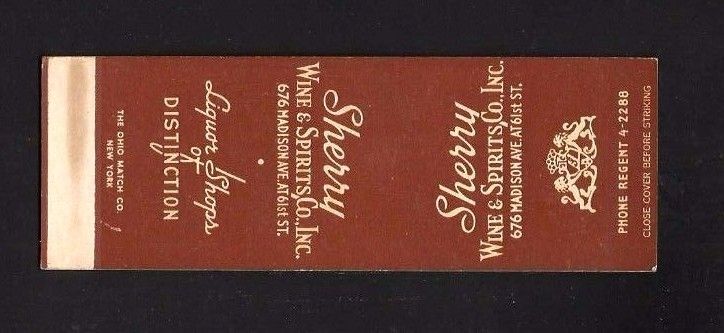 THE OHIO MATCH CO.
NEW YORK
Liquor Shops
of
DISTINCTION
Sherry
WINE & SPIRITS, CO., INC.
676 MADISON AVE. AT 61st ST.
Sherry
WINE & SPIRITS, CO., INC.
676 MADISON AVE. AT 61st ST.
PHONE REGENT 4-2288
CLOSE COVER BEFORE STRIKING